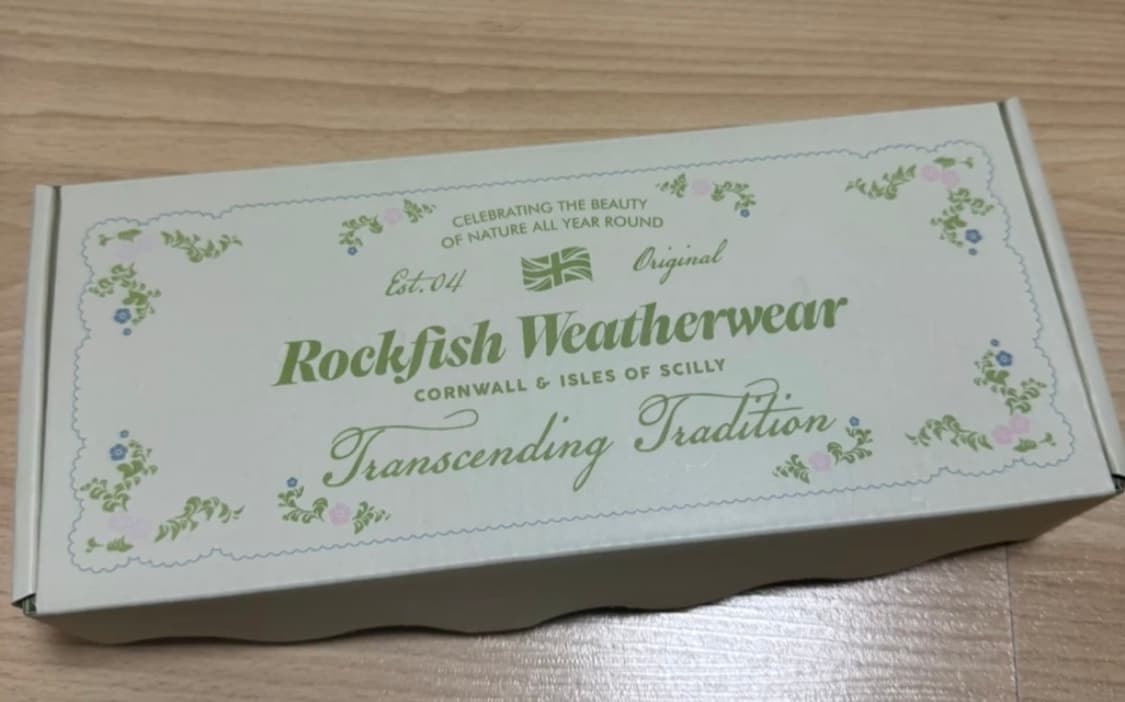 CELEBRATING THE BEAUTY
OF NATURE ALL YEAR ROUND
Est. 04 Original
Rockfish Weatherwear
CORNWALL & ISLES OF SCILLY
Transcending Tradition